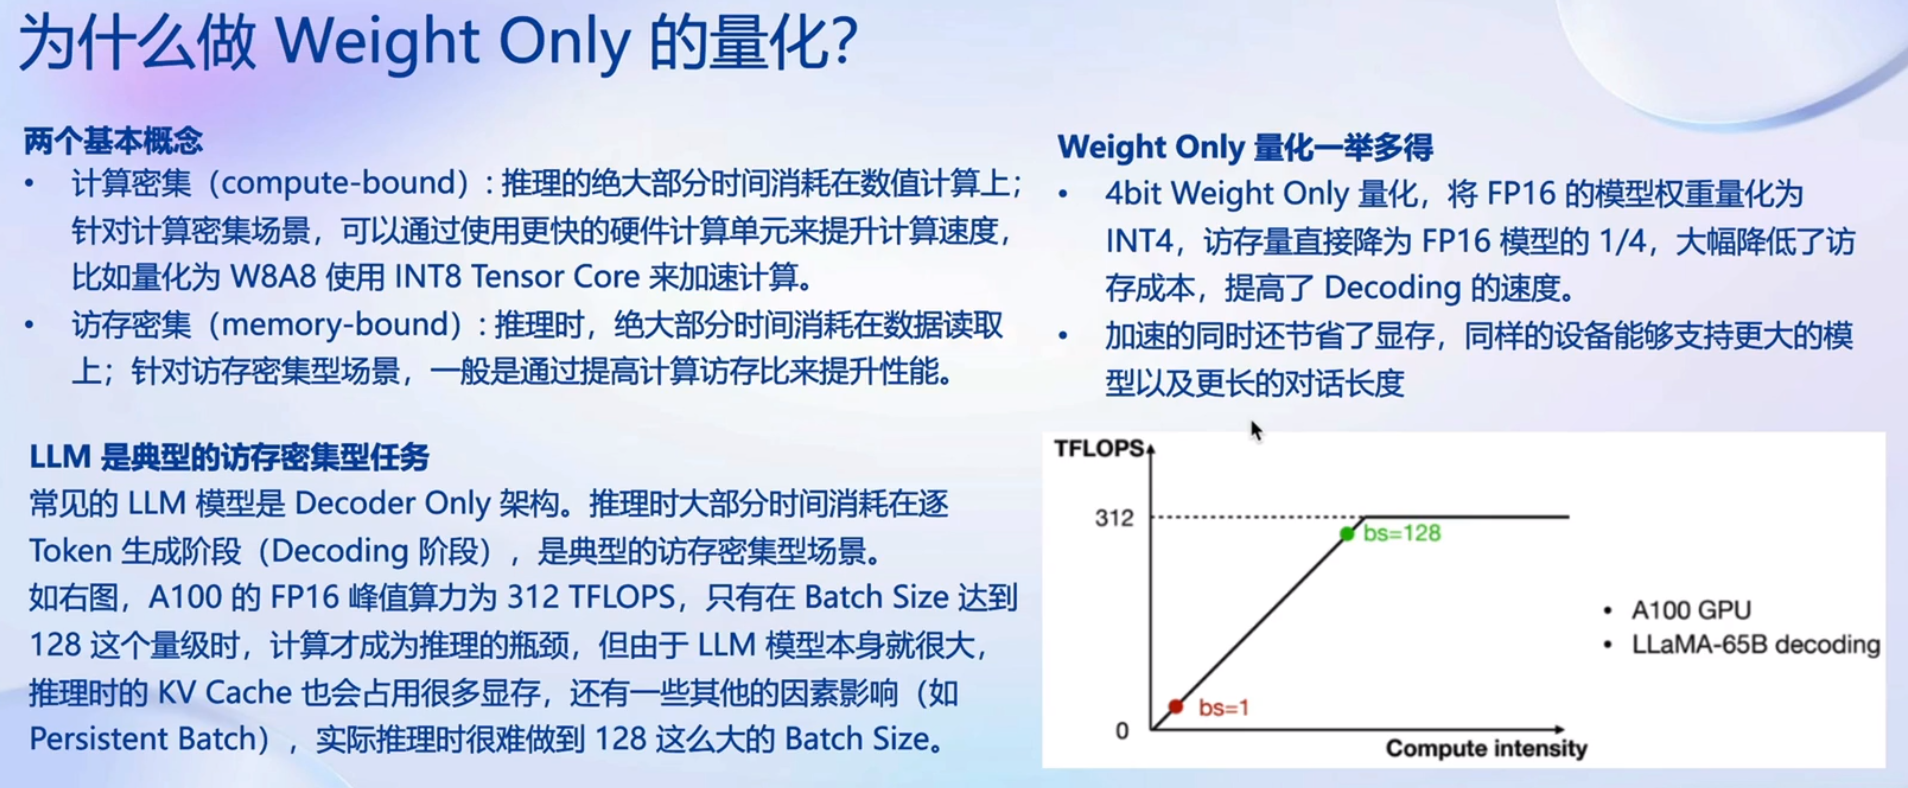 为什么做 Weight Only 的量化?
两个基本概念
• 计算密集（compute-bund）: 推理的绝大部分时间消耗在数值计算上；
针对计算密集场景，可以通过使用更快的硬件计算单元来提升计算速度，
比如量化为 W8A8 使用 INT8 Tensor Core 来加速计算。
• 访存密集（memory-bound）: 推理时，绝大部分时间消耗在数据读取
上；针对访存密集型场景，一般是通过提高计算访存比来提升性能。
LLM 是典型的访存密集型任务
常见的 LLM 模型是 Decoder Only 架构。推理时大部分时间消耗在逐
Token 生成阶段（Decoding 阶段），是典型的访存密集型场景。
如右图，A100 的 FP16 峰值算力为 312 TFLOPS，只有在 Batch Size 达到
128 这个量级时，计算才成为推理的瓶颈，但由于 LLM 模型本身就很大，
推理时的 KV Cache 也会占用很多显存，还有一些其他的因素影响（如
Persistent Batch），实际推理时很难做到 128 这么大的 Batch Size。
Weight Only 量化一举多得
• 4bit Weight Only 量化，将 FP16 的模型权重量化为
INT4，访存量直接降为 FP16 模型的 1/4，大幅降低了访
存成本，提高了 Decoding 的速度。
• 加速的同时还节省了显存，同样的设备能够支持更大的模
型以及更长的对话长度
TFLOPS
312
bs=128
• A100 GPU
• LLaMA-65B decoding
bs=1
0
Compute intensity